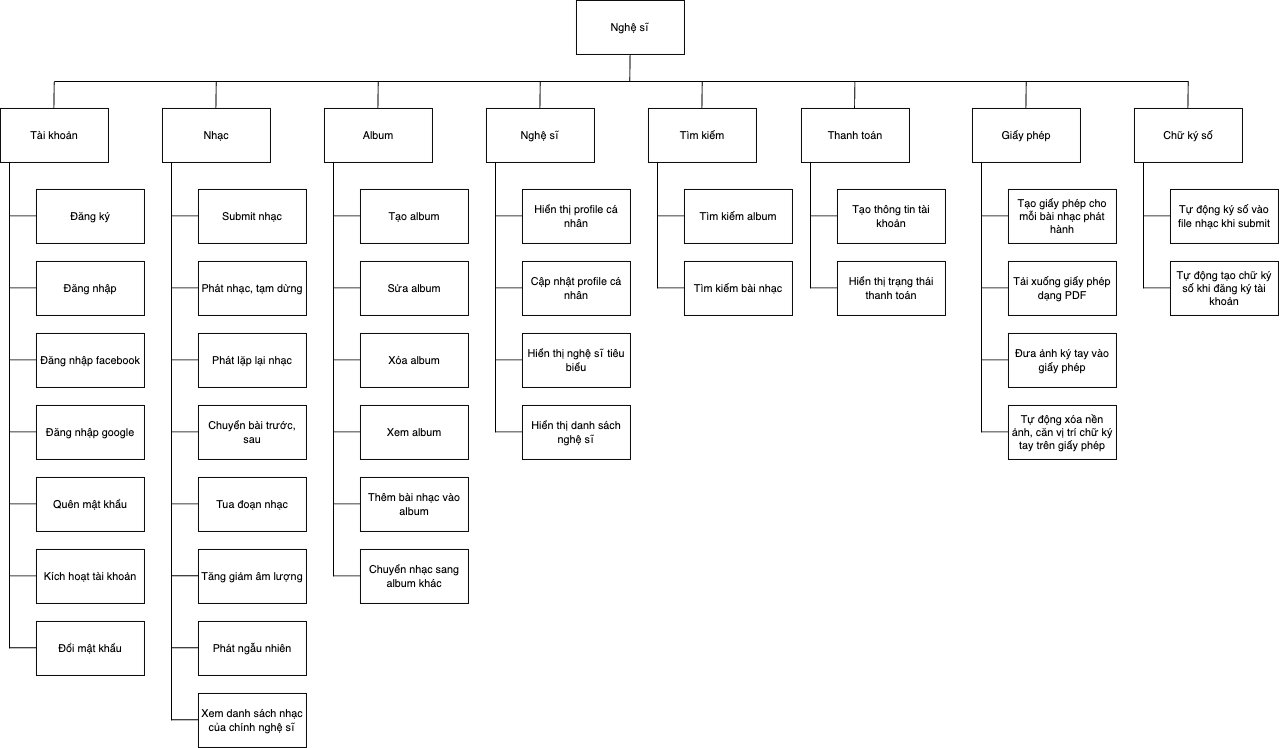 Nghệ sĩ
Tài khoản
Nhạc
Album
Nghệ sĩ
Tìm kiếm
Thanh toán
Giấy phép
Chữ ký số
Đăng ký
Đăng nhập
Đăng nhập facebook
Đăng nhập google
Quên mật khẩu
Kích hoạt tài khoản
Đổi mật khẩu
Submit nhạc
Phát nhạc, tạm dừng
Phát lặp lại nhạc
Chuyển bài trước,
sau
Tua đoạn nhạc
Tăng giảm âm lượng
Phát ngẫu nhiên
Xem danh sách nhạc
của chính nghệ sĩ
Tạo album
Sửa album
Xóa album
Xem album
Thêm bài nhạc vào
album
Chuyển nhạc sang
album khác
Hiển thị profile cá
nhân
Cập nhật profile cá
nhân
Hiển thị nghệ sĩ tiêu
biểu
Hiển thị danh sách
nghệ sĩ
Tìm kiếm album
Tìm kiếm bài nhạc
Tạo thông tin tài
khoản
Hiển thị trạng thái
thanh toán
Tạo giấy phép cho
mỗi bài nhạc phát
hành
Tải xuống giấy phép
dạng PDF
Đưa ảnh ký tay vào
giấy phép
Tự động xóa nền
ảnh, căn vị trí chữ ký
tay trên giấy phép
Tự động ký số vào
file nhạc khi submit
Tự động tạo chữ ký
số khi đăng ký tài
khoản